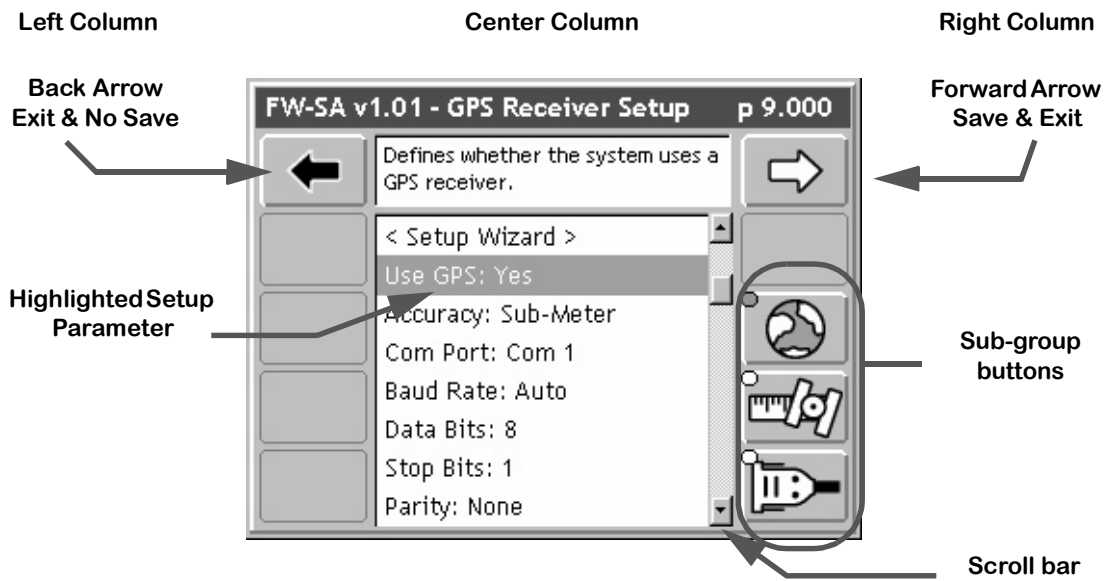 Left Column
Center Column
Right Column
Back Arrow
Exit & No Save
Forward Arrow
Save & Exit
FW-SA v1.01 - GPS Receiver Setup p 9.000
Defines whether the system uses a
GPS receiver.
< Setup Wizard >
Use GPS: Yes
Accuracy: Sub-Meter
Com Port: Com 1
Baud Rate: Auto
Data Bits: 8
Stop Bits: 1
Parity: None
Highlighted Setup
Parameter
Sub-group
buttons
Scroll bar